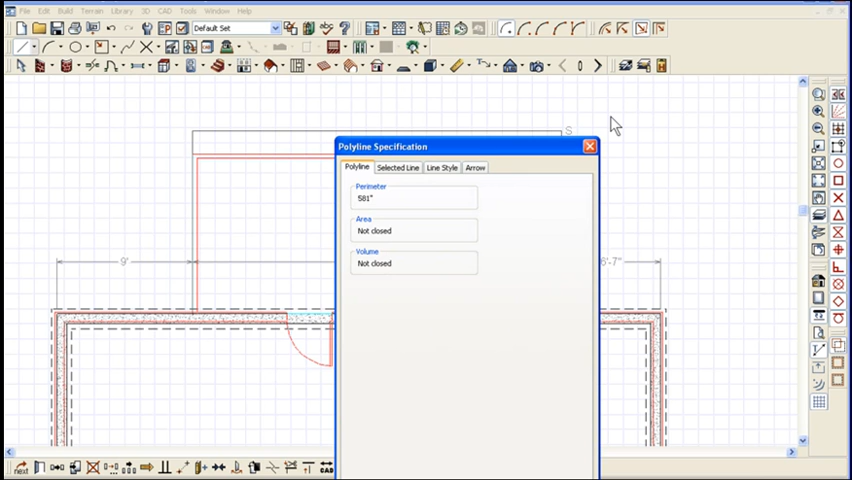 File Edit Build Terrain Library 3D CAD Tools Window Help
Default Set
Polyline Specification
Polyline Selected Line Line Style Arrow
Perimeter
581"
Area
Not closed
Volume
Not closed
S
9'
6'-7"
next
CAD